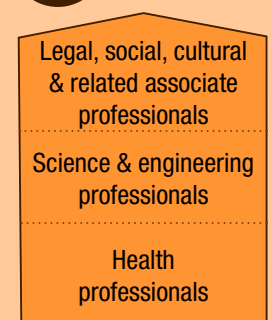 Legal, social, cultural
& related associate
professionals
Science & engineering
professionals
Health
professionals